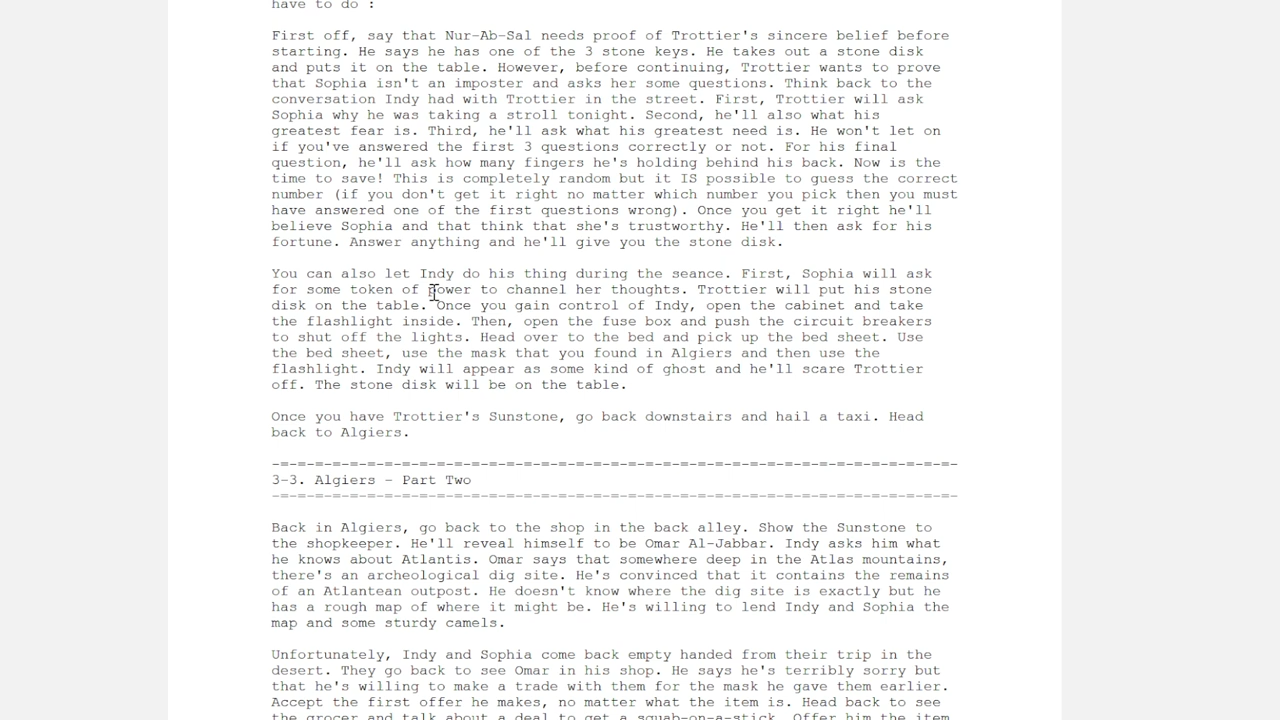 have to do :
First off, say that Nur-Ab-Sal needs proof of Trottier's sincere belief before
starting. He says he has one of the 3 stone keys. He takes out a stone disk
and puts it on the table. However, before continuing, Trottier wants to prove
that Sophia isn't an imposter and asks her some questions. Think back to the
conversation Indy had with Trottier in the street. First, Trottier will ask
Sophia why he was taking a stroll tonight. Second, he'll also what his
greatest fear is. Third, he'll ask what his greatest need is. He won't let on
if you've answered the first 3 questions correctly or not. For his final
question, he'll ask how many fingers he's holding behind his back. Now is the
time to save! This is completely random but it IS possible to guess the correct
number (if you don't get it right no matter which number you pick then you must
have answered one of the first questions wrong). Once you get it right he'll
believe Sophia and that think that she's trustworthy. He'll then ask for his
fortune. Answer anything and he'll give you the stone disk.
You can also let Indy do his thing during the seance. First, Sophia will ask
for some token of power to channel her thoughts. Trottier will put his stone
disk on the table. Once you gain control of Indy, open the cabinet and take
the flashlight inside. Then, open the fuse box and push the circuit breakers
to shut off the lights. Head over to the bed and pick up the bed sheet. Use
the bed sheet, use the mask that you found in Algiers and then use the
flashlight. Indy will appear as some kind of ghost and he'll scare Trottier
off. The stone disk will be on the table.
Once you have Trottier's Sunstone, go back downstairs and hail a taxi. Head
back to Algiers.
-=-=-=-=-=-=-=-=-=-=-=-=-=-=-=-=-=-=-=-=-=-=-=-=-=-=-=-=-=-=-=-=-=-=-=-=-=-=-=-
3-3. Algiers - Part Two
-=-=-=-=-=-=-=-=-=-=-=-=-=-=-=-=-=-=-=-=-=-=-=-=-=-=-=-=-=-=-=-=-=-=-=-=-=-=-=-
Back in Algiers, go back to the shop in the back alley. Show the Sunstone to
the shopkeeper. He'll reveal himself to be Omar Al-Jabbar. Indy asks him what
he knows about Atlantis. Omar says that somewhere deep in the Atlas mountains,
there's an archeological dig site. He's convinced that it contains the remains
of an Atlantean outpost. He doesn't know where the dig site is exactly but he
has a rough map of where it might be. He's willing to lend Indy and Sophia the
map and some sturdy camels.
Unfortunately, Indy and Sophia come back empty handed from their trip in the
desert. They go back to see Omar in his shop. He says he's terribly sorry but
that he's willing to make a trade with them for the mask he gave them earlier.
Accept the first offer he makes, no matter what the item is. Head back to see
the grocer and talk about a deal to get a squab-on-a-stick. Offer him the item